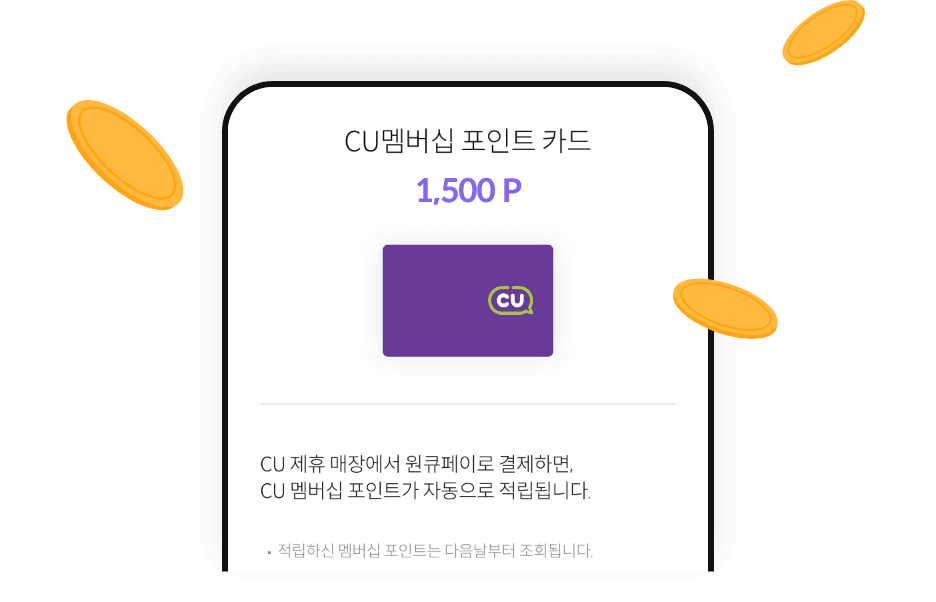 CU멤버십 포인트 카드
1,500 P
CU
CU 제휴 매장에서 원큐페이로 결제하면,
CU 멤버십 포인트가 자동으로 적립됩니다.
• 적립하신 멤버십 포인트는 다음날부터 조회됩니다.